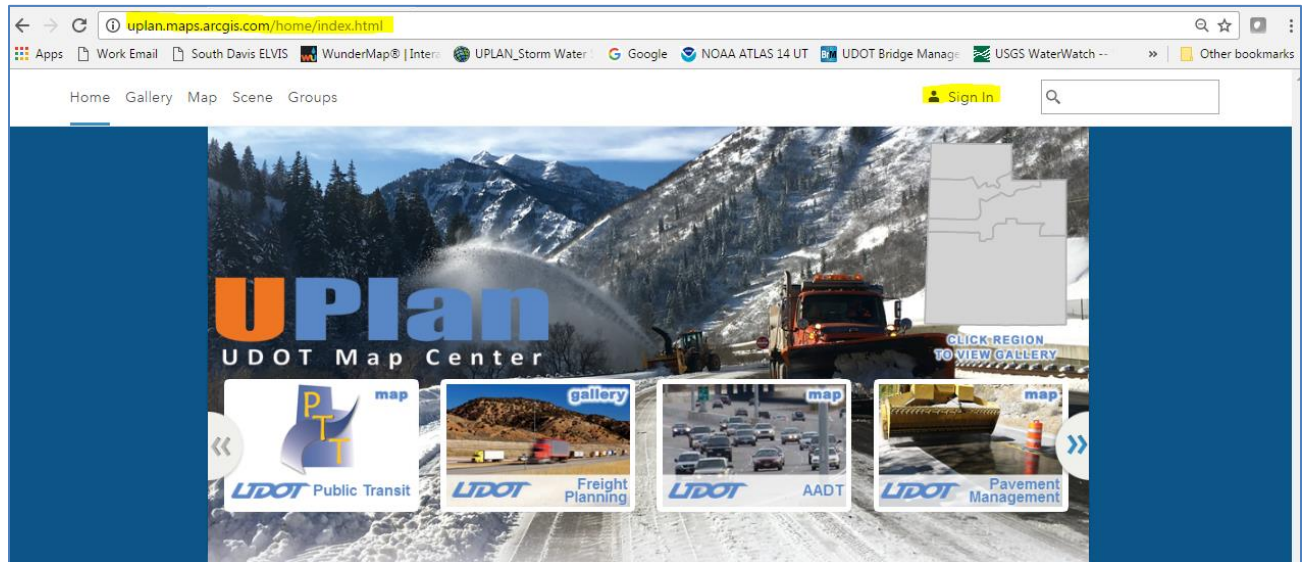 uplan.maps.arcgis.com/home/index.html
Apps Work Email South Davis ELVIS WunderMap® | Inter UPLAN_Storm Water Google NOAA ATLAS 14 UT UDOT Bridge Manage USGS WaterWatch -- » Other bookmarks
Home Gallery Map Scene Groups Sign In
UPlan
UDOT Map Center
CLICK REGION
TO VIEW GALLERY
PTT map
UDOT Public Transit
gallery
UDOT Freight
Planning
map
UDOT AADT
map
UDOT Pavement
Management